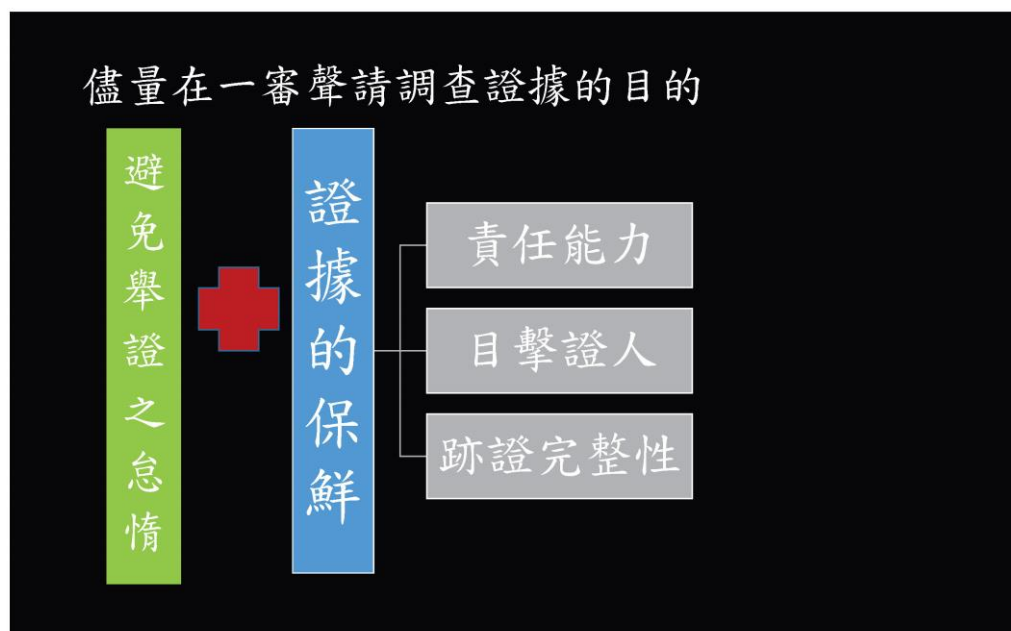 儘量在一審聲請調查證據的目的
避免舉證之怠惰
證據的保鮮
責任能力
目擊證人
跡證完整性